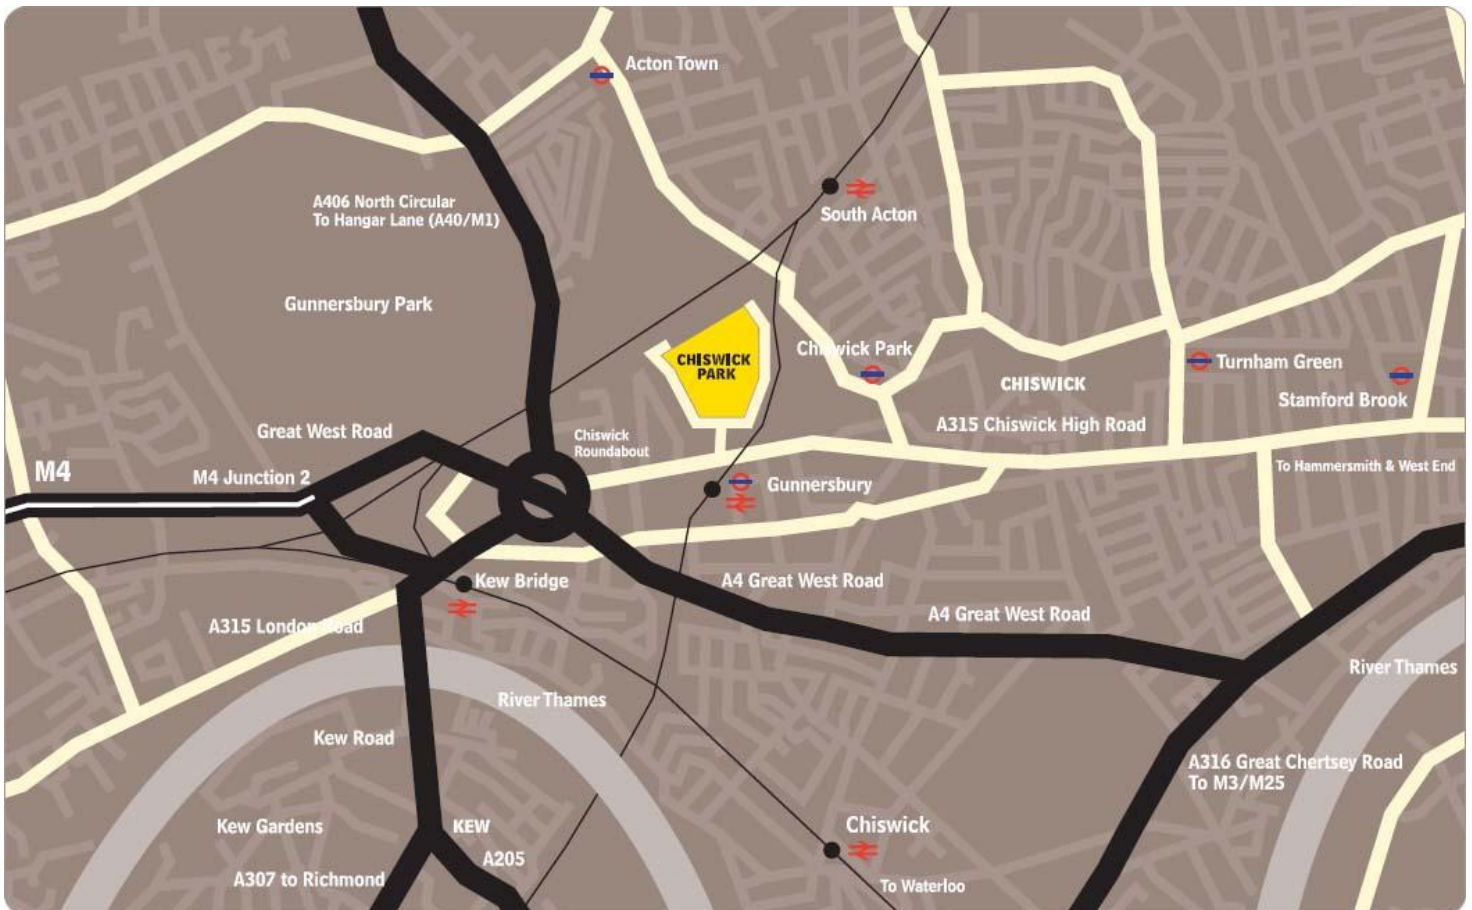 Acton Town
A406 North Circular
To Hangar Lane (A40/M1)
South Acton
Gunnersbury Park
CHISWICK
PARK
Chiswick Park
Turnham Green
CHISWICK
Stamford Brook
A315 Chiswick High Road
Great West Road
Chiswick
Roundabout
M4
M4 Junction 2
To Hammersmith & West End
Gunnersbury
Kew Bridge
A4 Great West Road
A4 Great West Road
A315 London Road
River Thames
River Thames
Kew Road
A316 Great Chertsey Road
To M3/M25
Kew Gardens
KEW
Chiswick
A205
A307 to Richmond
To Waterloo